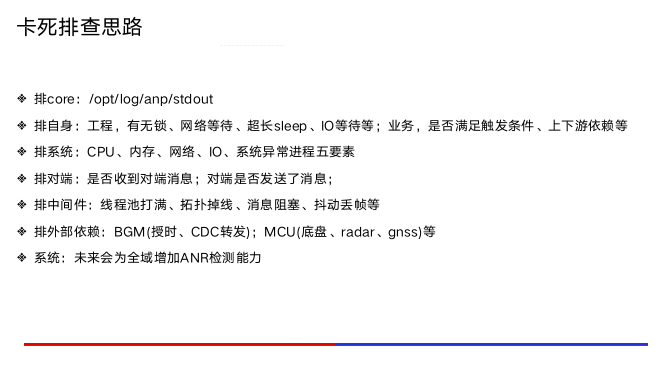 卡死排查思路
※ 排core：/opt/log/anp/stdout
※ 排自身：工程，有无锁、网络等待、超长sleep、IO等待等；业务，是否满足触发条件、上下游依赖等
※ 排系统：CPU、内存、网络、IO、系统异常进程五要素
※ 排对端：是否收到对端消息；对端是否发送了消息；
※ 排中间件：线程池打满、拓扑掉线、消息阻塞、抖动丢帧等
※ 排外部依赖：BGM(授时、CDC转发)；MCU(底盘、radar、gnss)等
※ 系统：未来会为全域增加ANR检测能力